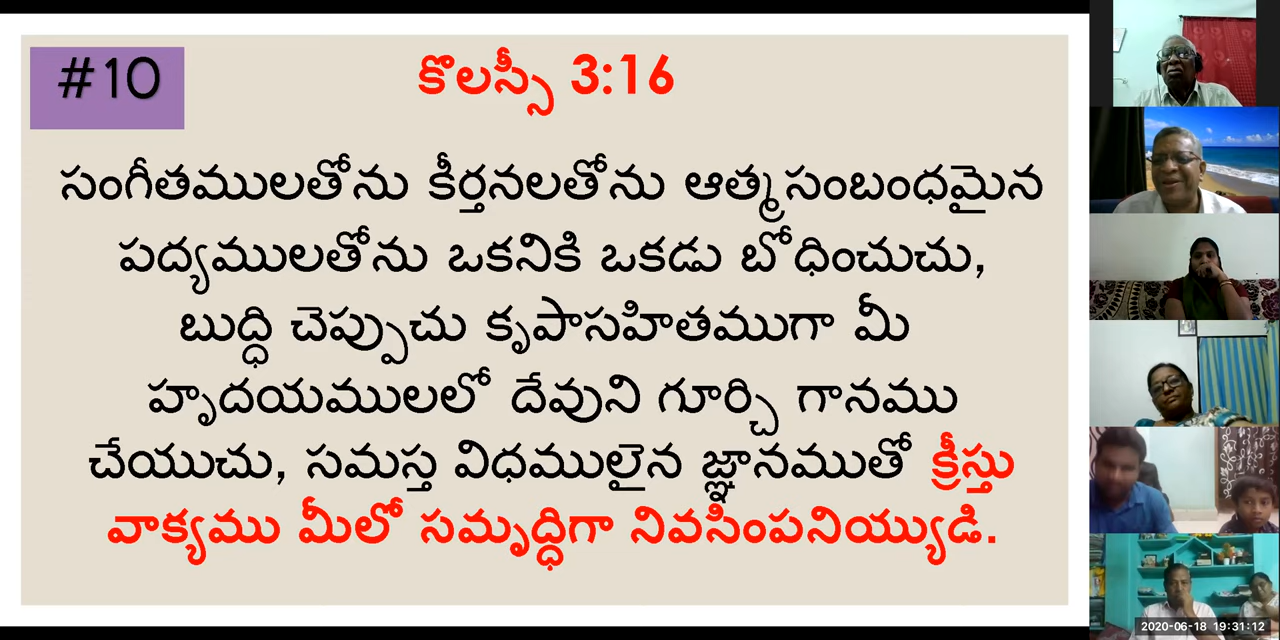 #10
కొలస్సీ 3:16
సంగీతములతోను కీర్తనలతోను ఆత్మసంబంధమైన
పద్యములతోను ఒకనికి ఒకడు బోధించుచు,
బుద్ధి చెప్పుచు కృపాసహితముగా మీ
హృదయములలో దేవుని గూర్చి గానము
చేయుచు, సమస్త విధములైన జ్ఞానముతో క్రీస్తు
వాక్యము మీలో సమృద్ధిగా నివసింపనియ్యుడి.
2020-06-18 19:31:12